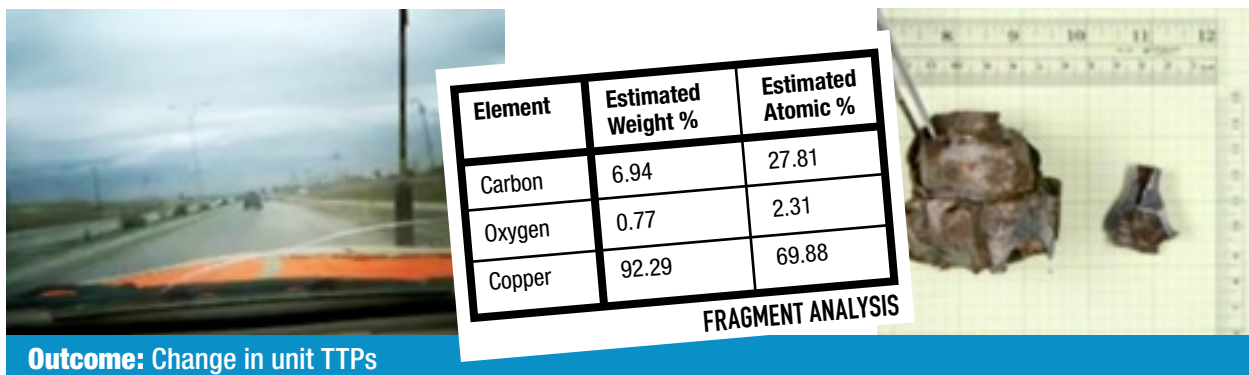 Element Estimated Weight % Estimated Atomic %
Carbon 6.94 27.81
Oxygen 0.77 2.31
Copper 92.29 69.88
FRAGMENT ANALYSIS
8 9 10 11 12
Outcome: Change in unit TTPs